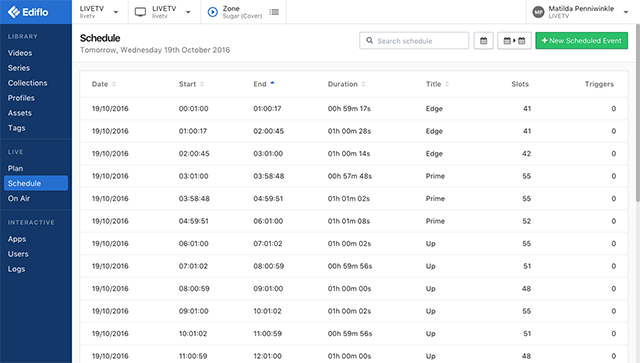 Ediflo
LIVETV
livetv
LIVETV
livetv
Zone
Sugar (Cover)
MP
Matilda Penniwinkle
LIVETV
LIBRARY
Videos
Series
Collections
Profiles
Assets
Tags
LIVE
Plan
Schedule
On Air
INTERACTIVE
Apps
Users
Logs
Schedule
Tomorrow, Wednesday 19th October 2016
Search schedule
+ New Scheduled Event
Date Start End Duration Title Slots Triggers
19/10/2016 00:01:00 01:00:17 00h 59m 17s Edge 41 0
19/10/2016 01:00:17 02:00:45 01h 00m 28s Edge 41 0
19/10/2016 02:00:45 03:01:00 01h 00m 14s Edge 42 0
19/10/2016 03:01:00 03:58:48 00h 57m 48s Prime 55 0
19/10/2016 03:58:48 04:59:51 01h 01m 02s Prime 55 0
19/10/2016 04:59:51 06:01:00 01h 01m 08s Prime 52 0
19/10/2016 06:01:00 07:01:02 01h 00m 02s Up 55 0
19/10/2016 07:01:02 08:00:59 00h 59m 56s Up 51 0
19/10/2016 08:00:59 09:01:00 01h 00m 00s Up 48 0
19/10/2016 09:01:00 10:01:02 01h 00m 02s Up 55 0
19/10/2016 10:01:02 11:00:59 00h 59m 56s Up 51 0
19/10/2016 11:00:59 12:01:00 01h 00m 00s Up 48 0